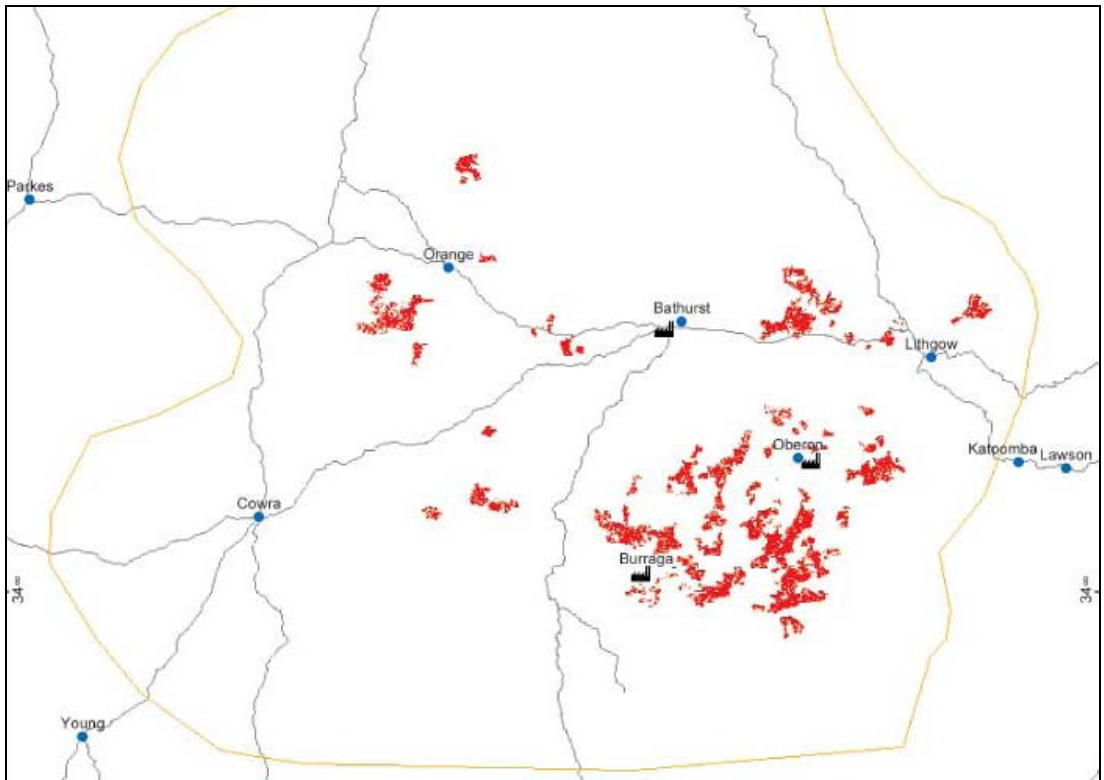 Parkes
Orange
Bathurst
Lithgow
Oberon
Katoomba
Lawson
Cowra
Burraga
34°
34°
Young